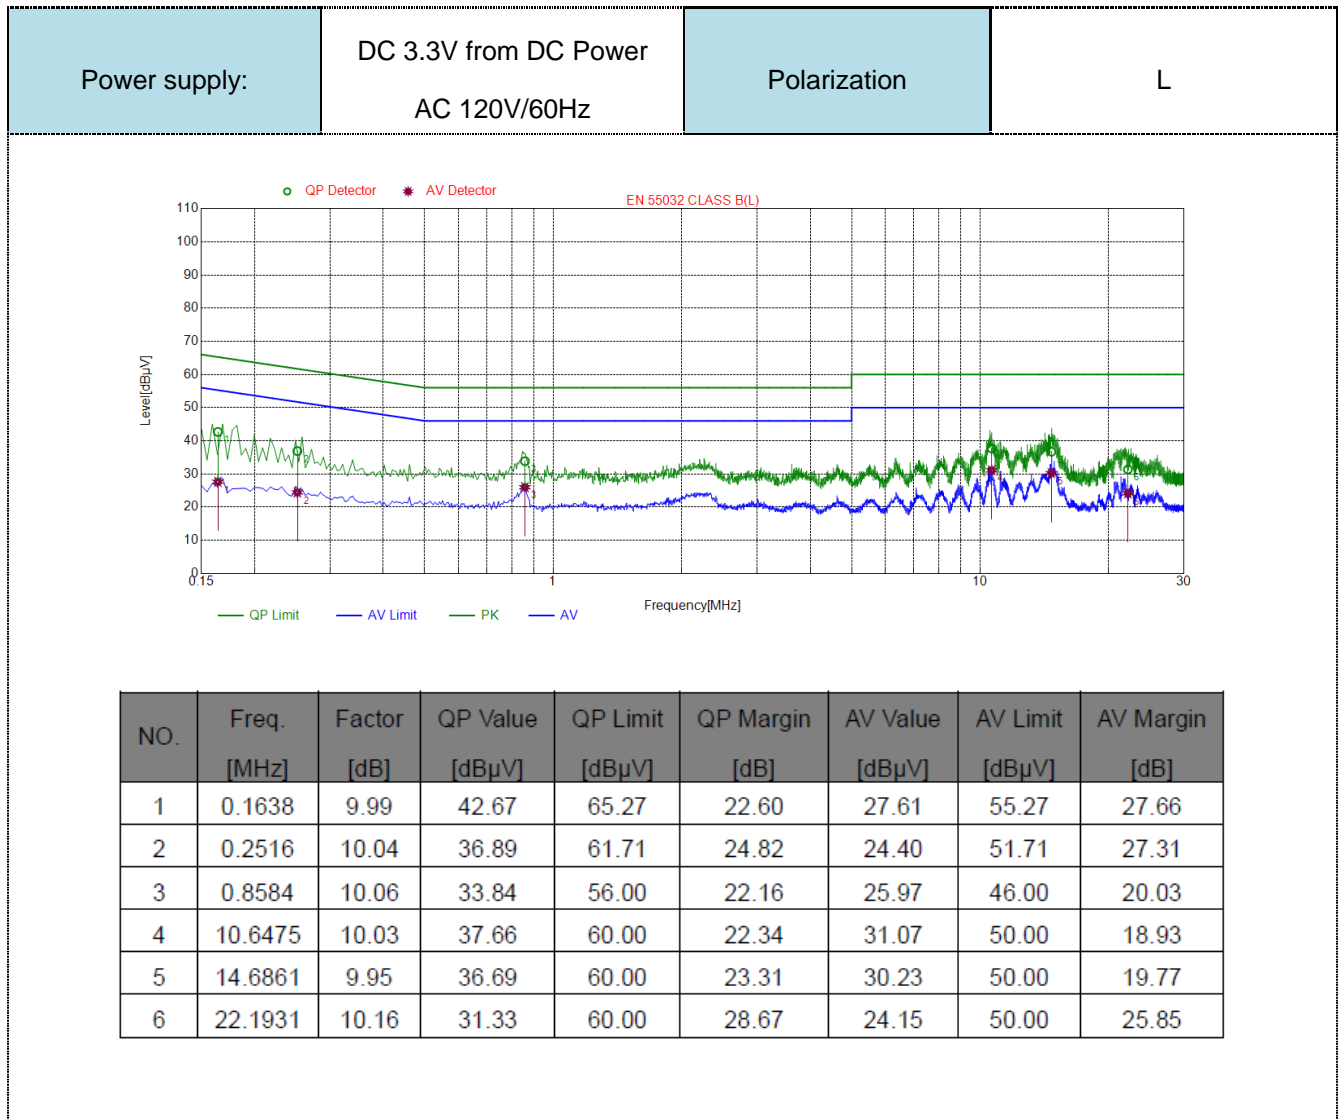 Power supply: DC 3.3V from DC Power Polarization L
AC 120V/60Hz
QP Detector AV Detector EN 55032 CLASS B(L)
110
100
90
80
70
60
50
40
30
20
10
0
Level[dBµV]
0.15 1 10 30
Frequency[MHz]
QP Limit AV Limit PK AV
NO. Freq. Factor QP Value QP Limit QP Margin AV Value AV Limit AV Margin
[MHz] [dB] [dBµV] [dBµV] [dB] [dBµV] [dBµV] [dB]
1 0.1638 9.99 42.67 65.27 22.60 27.61 55.27 27.66
2 0.2516 10.04 36.89 61.71 24.82 24.40 51.71 27.31
3 0.8584 10.06 33.84 56.00 22.16 25.97 46.00 20.03
4 10.6475 10.03 37.66 60.00 22.34 31.07 50.00 18.93
5 14.6861 9.95 36.69 60.00 23.31 30.23 50.00 19.77
6 22.1931 10.16 31.33 60.00 28.67 24.15 50.00 25.85